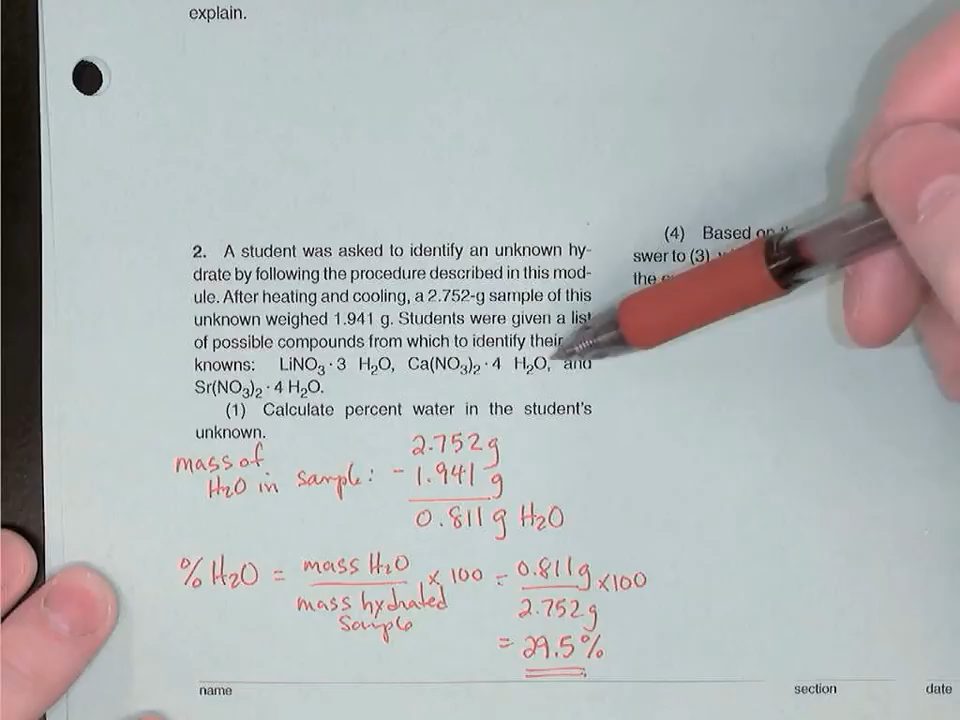 explain.
2. A student was asked to identify an unknown hy-
drate by following the procedure described in this mod-
ule. After heating and cooling, a 2.752-g sample of this
unknown weighed 1.941 g. Students were given a list
of possible compounds from which to identify their
knowns: LiNO₃ · 3 H₂O, Ca(NO₃)₂ · 4 H₂O, and
Sr(NO₃)₂ · 4 H₂O.
(1) Calculate percent water in the student's
unknown.
mass of
H₂O in sample:
2.752g
- 1.941 g
0.811 g H₂O
% H₂O = mass H₂O / mass hydrated sample × 100 = 0.811g / 2.752g × 100
= 29.5%
(4) Based on
swer to (3),
the
name section date